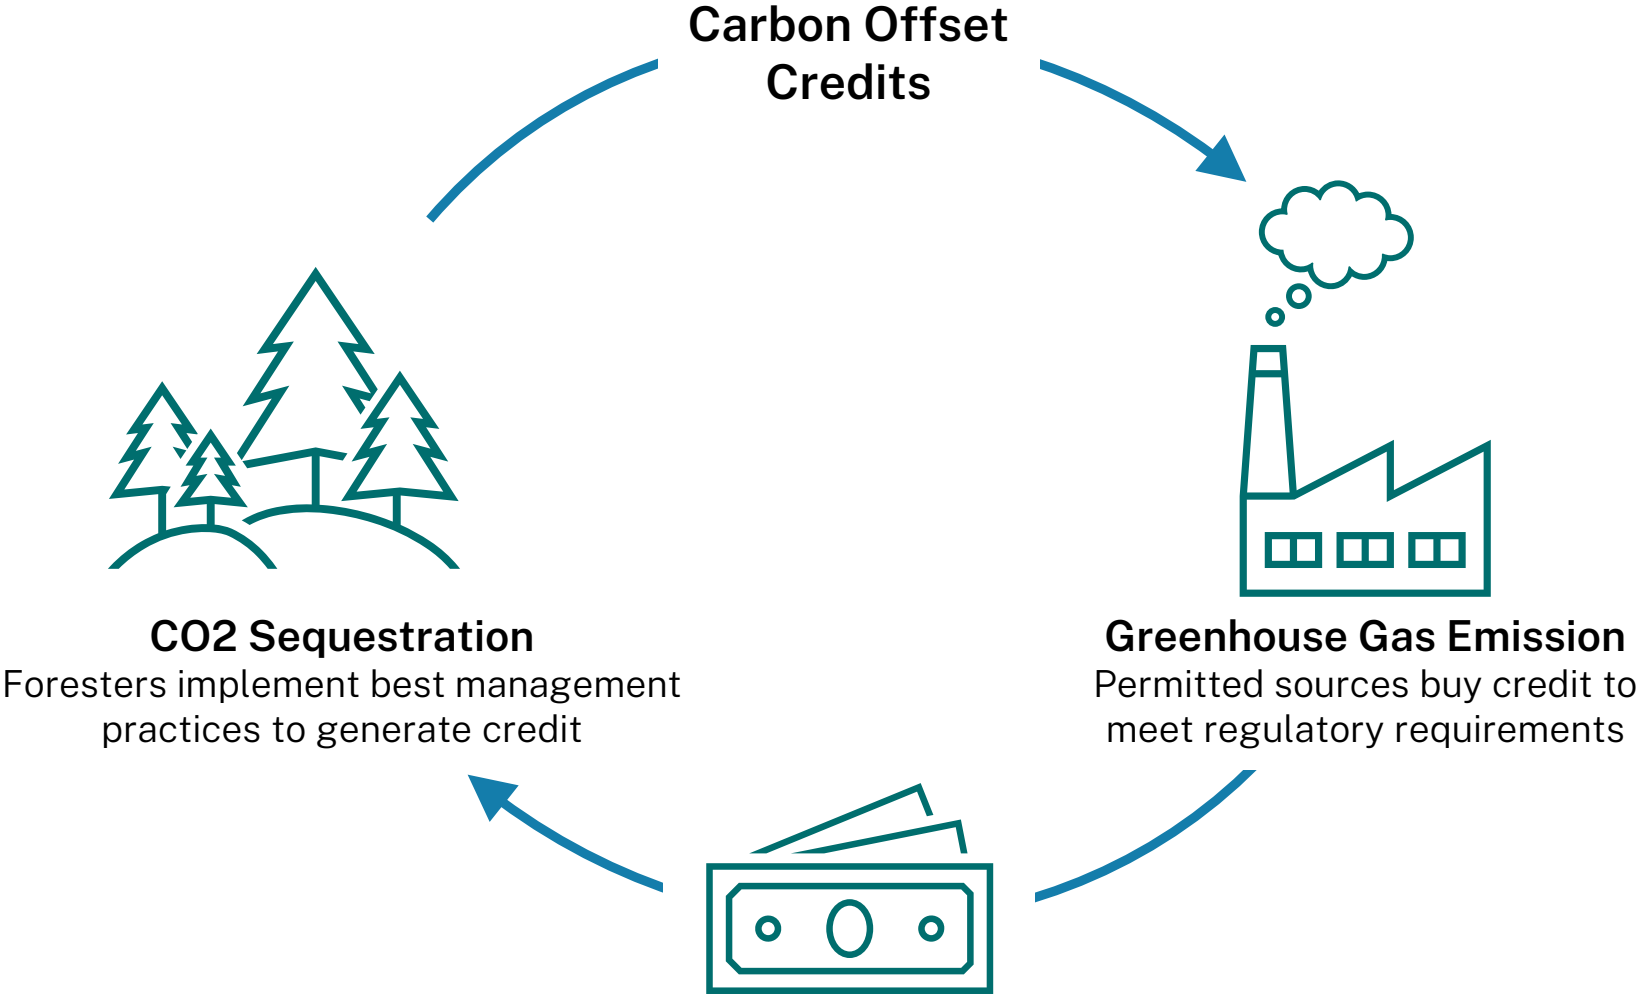 Carbon Offset
Credits
CO2 Sequestration
Foresters implement best management
practices to generate credit
Greenhouse Gas Emission
Permitted sources buy credit to
meet regulatory requirements